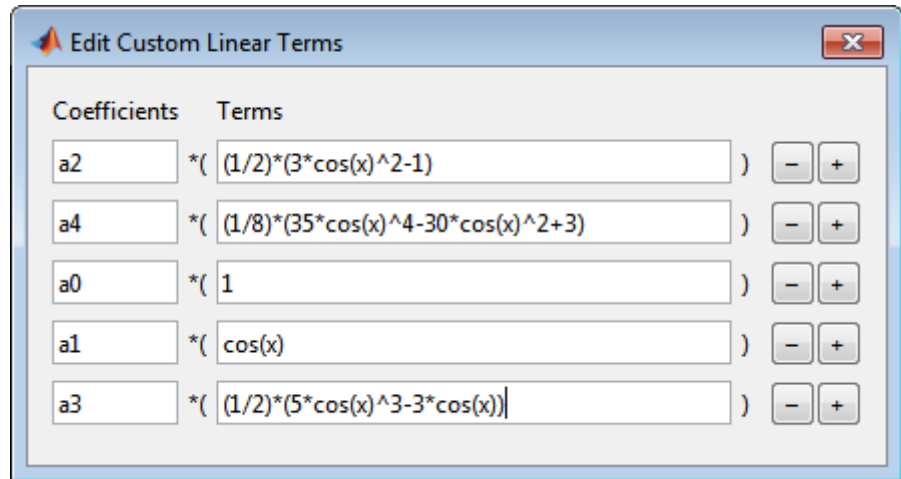 Edit Custom Linear Terms
Coefficients Terms
a2 *( (1/2)*(3*cos(x)^2-1) ) - +
a4 *( (1/8)*(35*cos(x)^4-30*cos(x)^2+3) ) - +
a0 *( 1 ) - +
a1 *( cos(x) ) - +
a3 *( (1/2)*(5*cos(x)^3-3*cos(x)) ) - +